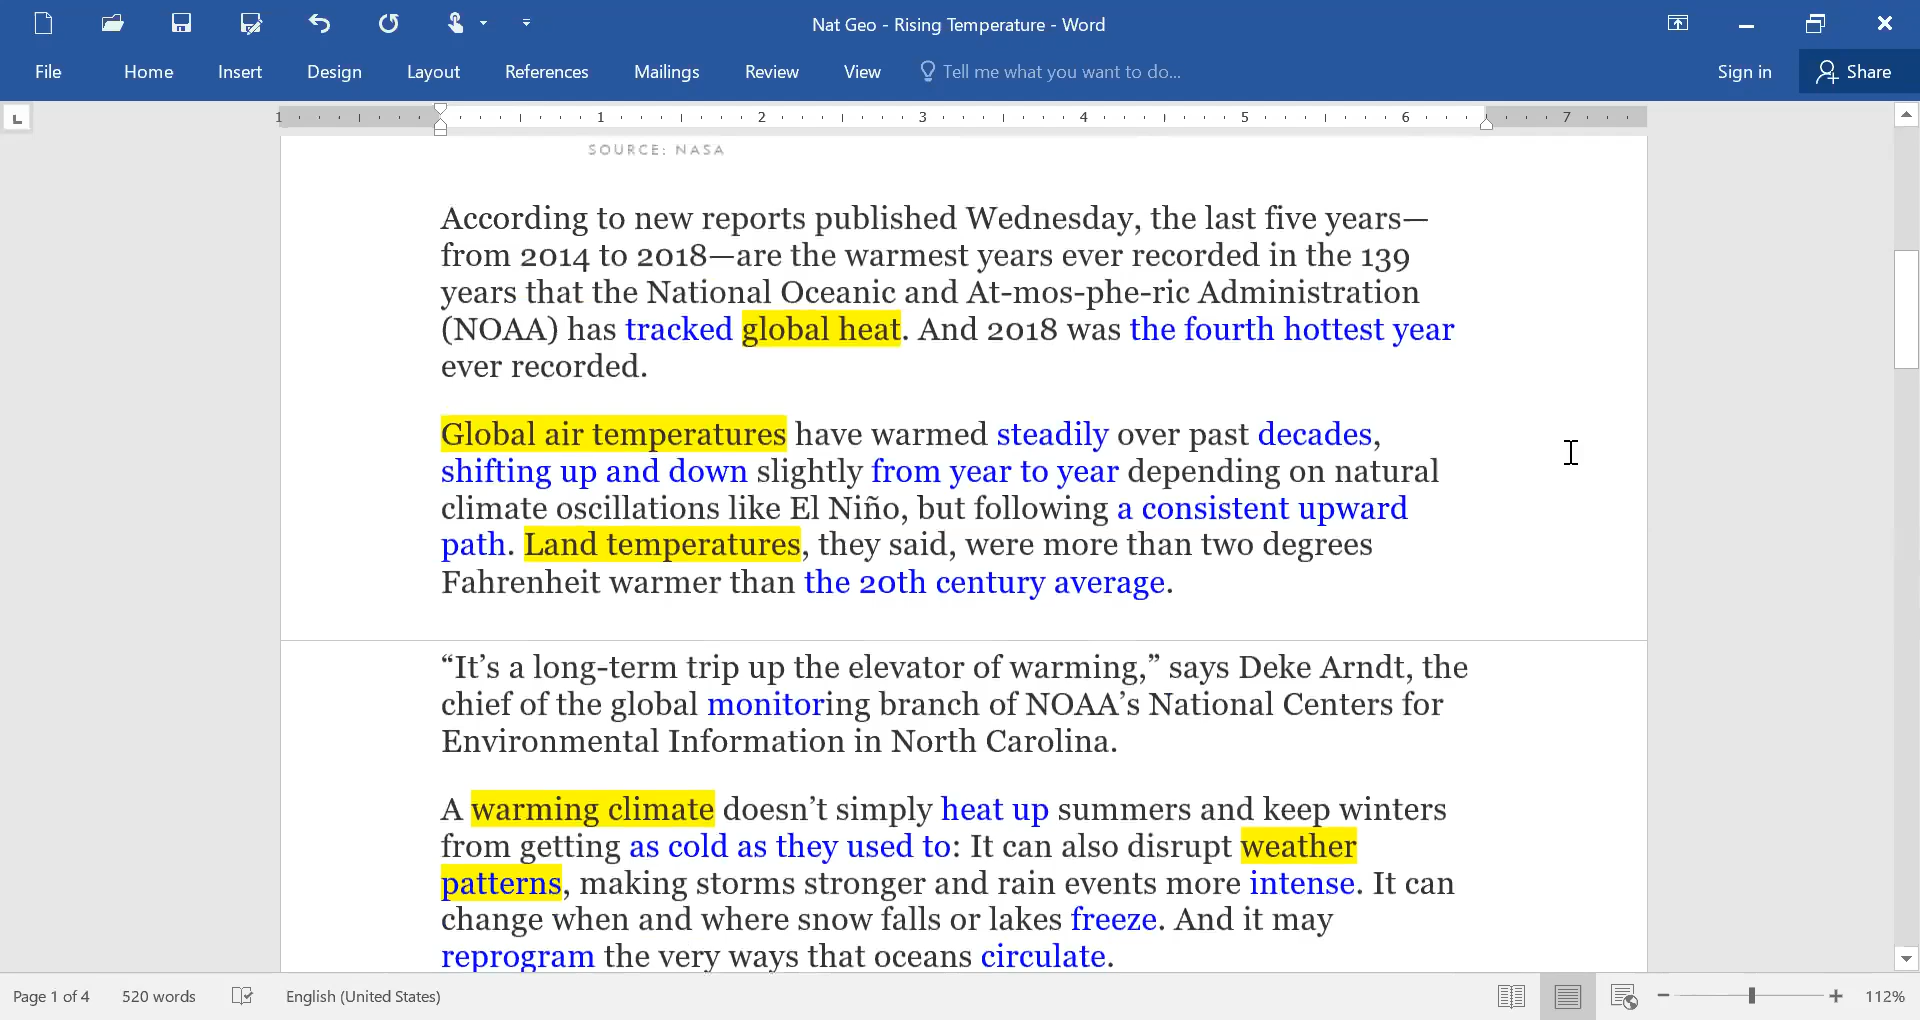 Nat Geo - Rising Temperature - Word
File Home Insert Design Layout References Mailings Review View Tell me what you want to do... Sign in Share
1 1 2 3 4 5 6 7
SOURCE: NASA
According to new reports published Wednesday, the last five years—
from 2014 to 2018—are the warmest years ever recorded in the 139
years that the National Oceanic and At-mos-phe-ric Administration
(NOAA) has tracked global heat. And 2018 was the fourth hottest year
ever recorded.
Global air temperatures have warmed steadily over past decades,
shifting up and down slightly from year to year depending on natural
climate oscillations like El Niño, but following a consistent upward
path. Land temperatures, they said, were more than two degrees
Fahrenheit warmer than the 20th century average.
“It’s a long-term trip up the elevator of warming,” says Deke Arndt, the
chief of the global monitoring branch of NOAA’s National Centers for
Environmental Information in North Carolina.
A warming climate doesn’t simply heat up summers and keep winters
from getting as cold as they used to: It can also disrupt weather
patterns, making storms stronger and rain events more intense. It can
change when and where snow falls or lakes freeze. And it may
reprogram the very ways that oceans circulate.
Page 1 of 4 520 words English (United States) 112%